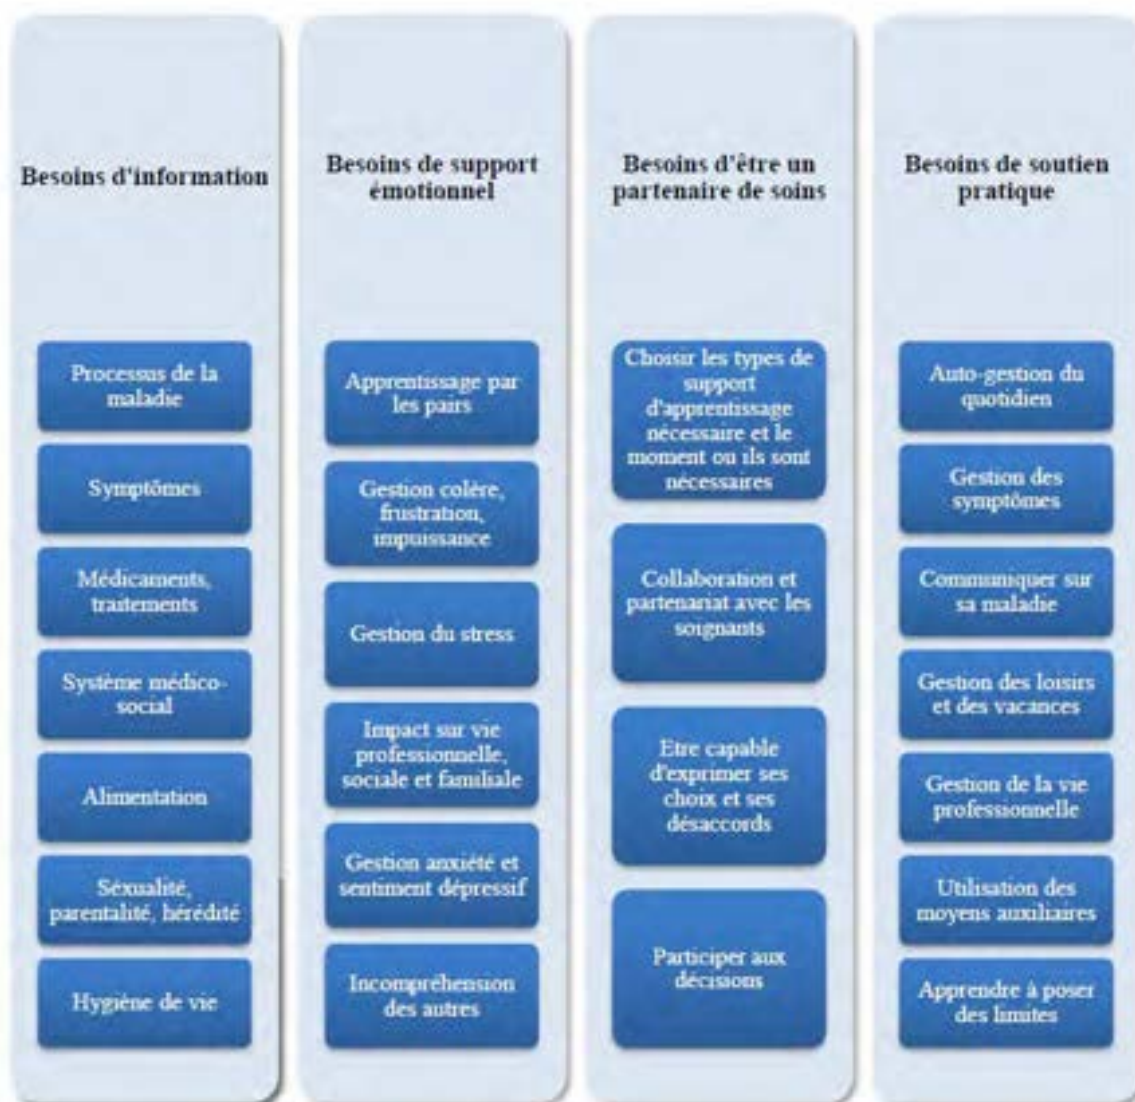 Besoins d'information
Besoins de support
émotionnel
Besoins d'être un
partenaire de soins
Besoins de soutien
pratique
Processus de la
maladie
Symptômes
Médicaments,
traitements
Système médico-
social
Alimentation
Séxualité,
parentalité, hérédité
Hygiène de vie
Apprentissage par
les pairs
Gestion colère,
frustration,
impuissance
Gestion du stress
Impact sur vie
professionnelle,
sociale et familiale
Gestion anxiété et
sentiment dépressif
Incompréhension
des autres
Choisir les types de
support
d'apprentissage
nécessaire et le
moment ou ils sont
nécessaires
Collaboration et
partenariat avec les
soignants
Etre capable
d'exprimer ses
choix et ses
désaccords
Participer aux
décisions
Auto-gestion du
quotidien
Gestion des
symptômes
Communiquer sur
sa maladie
Gestion des loisirs
et des vacances
Gestion de la vie
professionnelle
Utilisation des
moyens auxiliaires
Apprendre à poser
des limites